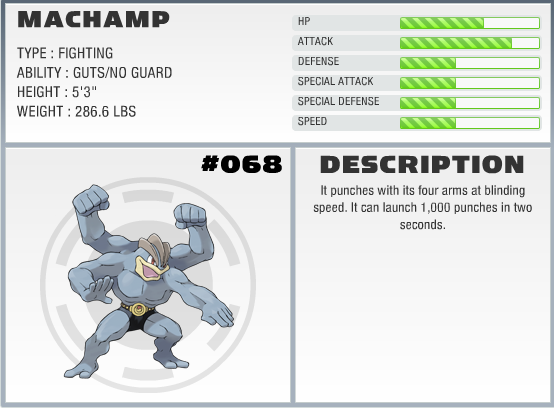 MACHAMP
TYPE : FIGHTING
ABILITY : GUTS/NO GUARD
HEIGHT : 5'3"
WEIGHT : 286.6 LBS
HP
ATTACK
DEFENSE
SPECIAL ATTACK
SPECIAL DEFENSE
SPEED
#068
DESCRIPTION
It punches with its four arms at blinding
speed. It can launch 1,000 punches in two
seconds.